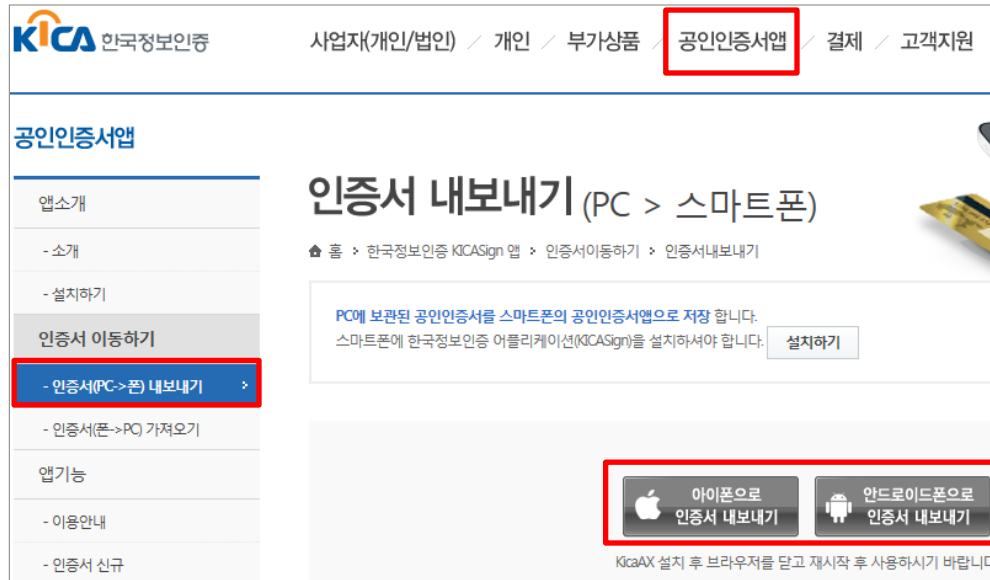 KICA 한국정보인증
사업자(개인/법인) / 개인 / 부가상품 / 공인인증서앱 / 결제 / 고객지원
공인인증서앱
앱소개
- 소개
- 설치하기
인증서 이동하기
- 인증서(PC->폰) 내보내기 >
- 인증서(폰->PC) 가져오기
앱기능
- 이용안내
- 인증서 신규
인증서 내보내기 (PC > 스마트폰)
홈 > 한국정보인증 KICASign 앱 > 인증서이동하기 > 인증서내보내기
PC에 보관된 공인인증서를 스마트폰의 공인인증서앱으로 저장 합니다.
스마트폰에 한국정보인증 어플리케이션(KICASign)을 설치하셔야 합니다. 설치하기
아이폰으로
인증서 내보내기
안드로이드폰으로
인증서 내보내기
KicaAX 설치 후 브라우저를 닫고 재시작 후 사용하시기 바랍니다